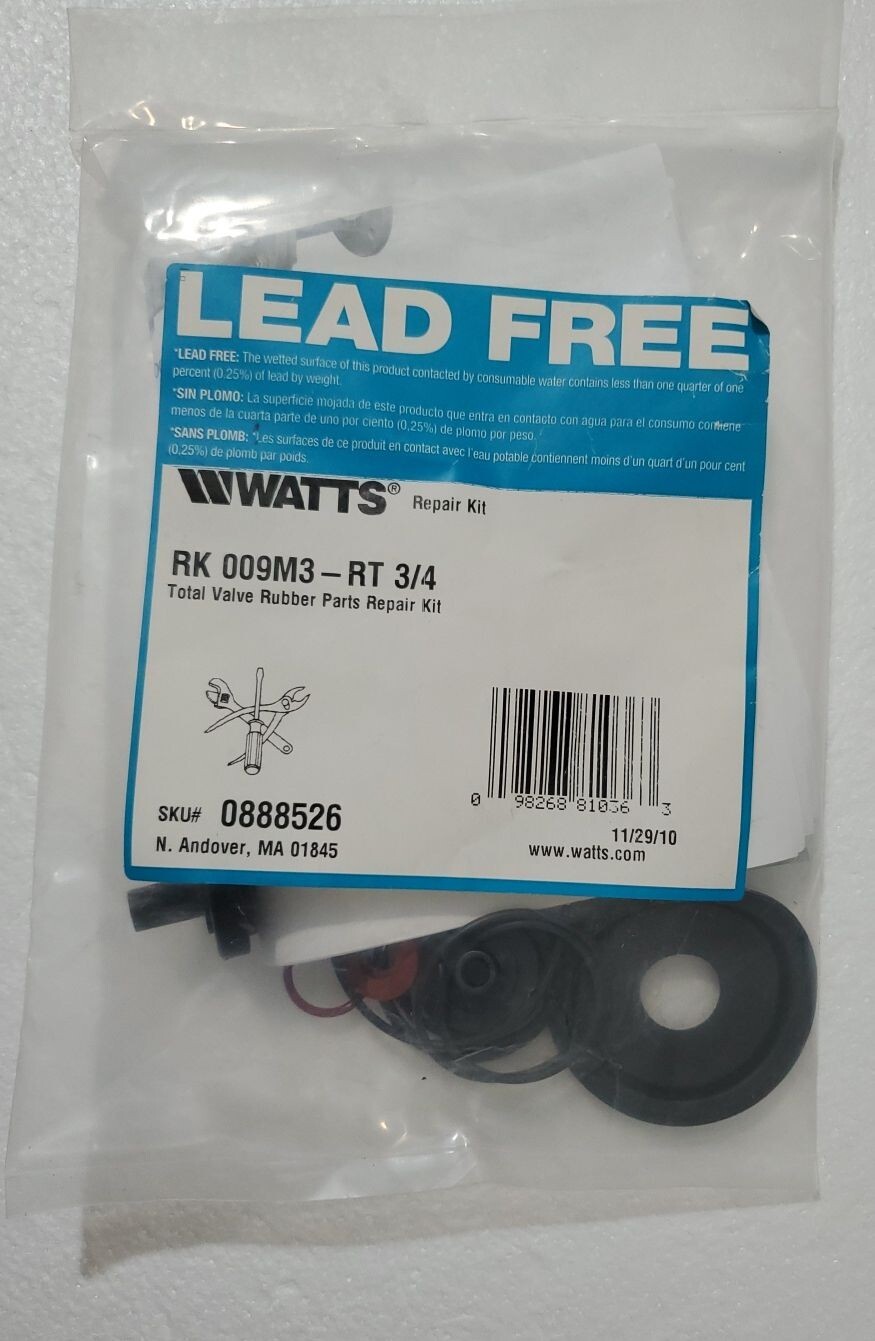 LEAD FREE
*LEAD FREE: The wetted surface of this product contacted by consumable water contains less than one quarter of one
percent (0.25%) of lead by weight.
*SIN PLOMO: La superficie mojada de este producto que entra en contacto con agua para el consumo contiene
menos de la cuarta parte de uno por ciento (0,25%) de plomo por peso.
*SANS PLOMB: *Les surfaces de ce produit en contact avec l'eau potable contiennent moins d'un quart d'un pour cent
(0,25%) de plomb par poids.
WATTS® Repair Kit
RK 009M3 – RT 3/4
Total Valve Rubber Parts Repair Kit
0 98268 81036 3
SKU# 0888526
11/29/10
N. Andover, MA 01845
www.watts.com